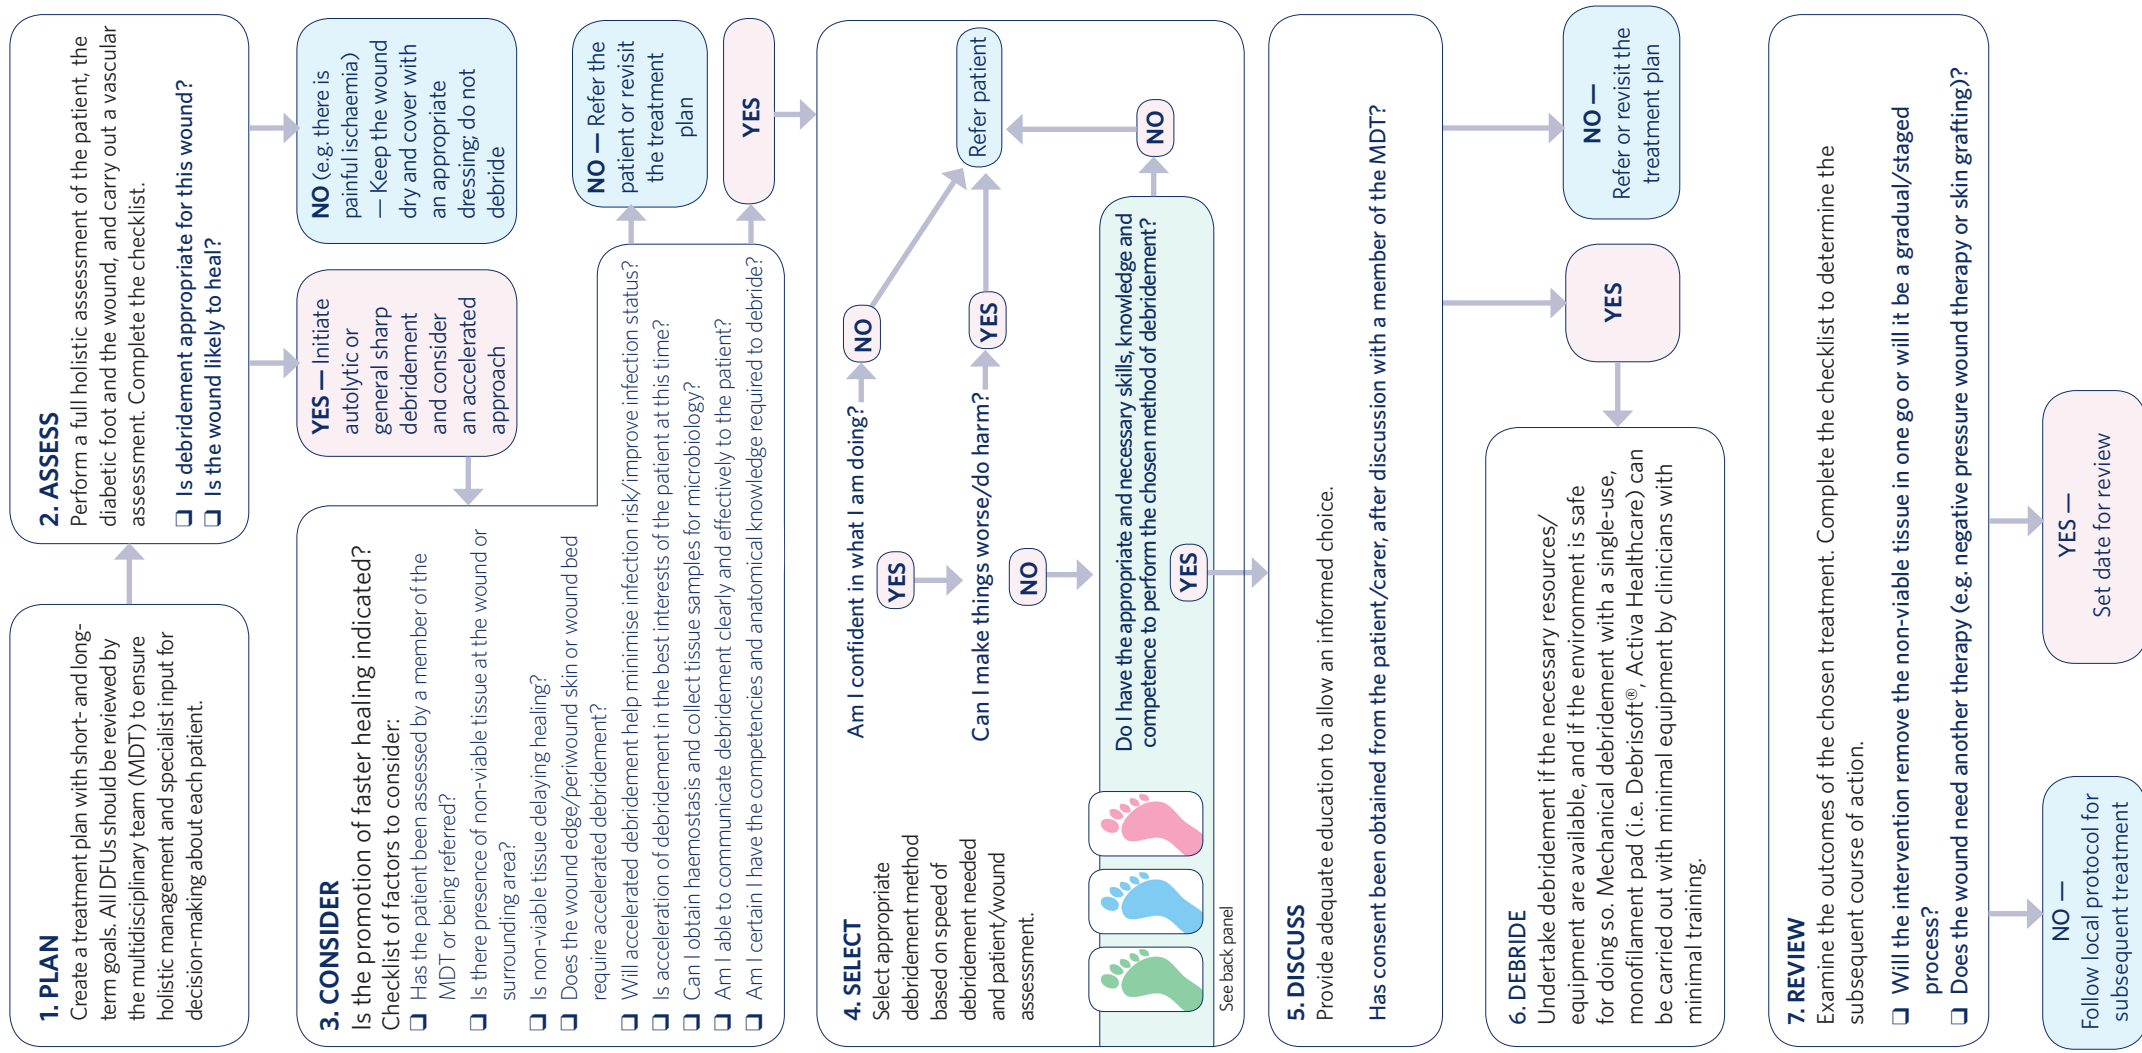 1. PLAN
Create a treatment plan with short- and long-
term goals. All DFUs should be reviewed by
the multidisciplinary team (MDT) to ensure
holistic management and specialist input for
decision-making about each patient.
2. ASSESS
Perform a full holistic assessment of the patient, the
diabetic foot and the wound, and carry out a vascular
assessment. Complete the checklist.
❑ Is debridement appropriate for this wound?
❑ Is the wound likely to heal?
YES — Initiate
autolytic or
general sharp
debridement
and consider
an accelerated
approach
NO (e.g. there is
painful ischaemia)
— Keep the wound
dry and cover with
an appropriate
dressing; do not
debride
3. CONSIDER
Is the promotion of faster healing indicated?
Checklist of factors to consider:
❑ Has the patient been assessed by a member of the
MDT or being referred?
❑ Is there presence of non-viable tissue at the wound or
surrounding area?
❑ Is non-viable tissue delaying healing?
❑ Does the wound edge/periwound skin or wound bed
require accelerated debridement?
❑ Will accelerated debridement help minimise infection risk/improve infection status?
❑ Is acceleration of debridement in the best interests of the patient at this time?
❑ Can I obtain haemostasis and collect tissue samples for microbiology?
❑ Am I able to communicate debridement clearly and effectively to the patient?
❑ Am I certain I have the competencies and anatomical knowledge required to debride?
NO — Refer the
patient or revisit
the treatment
plan
YES
4. SELECT
Select appropriate
debridement method
based on speed of
debridement needed
and patient/wound
assessment.
Am I confident in what I am doing?
NO
YES
Refer patient
Can I make things worse/do harm?
YES
NO
Do I have the appropriate and necessary skills, knowledge and
competence to perform the chosen method of debridement?
NO
YES
See back panel
5. DISCUSS
Provide adequate education to allow an informed choice.
Has consent been obtained from the patient/carer, after discussion with a member of the MDT?
YES
NO —
Refer or revisit the
treatment plan
6. DEBRIDE
Undertake debridement if the necessary resources/
equipment are available, and if the environment is safe
for doing so. Mechanical debridement with a single-use,
monofilament pad (i.e. Debrisoft®, Activa Healthcare) can
be carried out with minimal equipment by clinicians with
minimal training.
7. REVIEW
Examine the outcomes of the chosen treatment. Complete the checklist to determine the
subsequent course of action.
❑ Will the intervention remove the non-viable tissue in one go or will it be a gradual/staged
process?
❑ Does the wound need another therapy (e.g. negative pressure wound therapy or skin grafting)?
NO —
Follow local protocol for
subsequent treatment
YES —
Set date for review